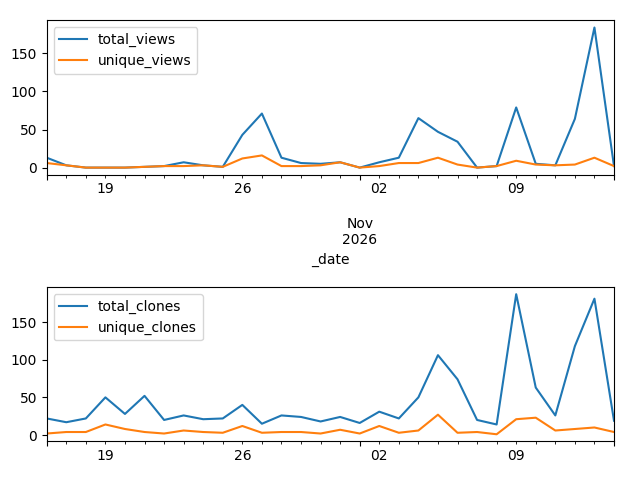 total_views
unique_views
150
100
50
0
19 26 02 09
Nov
2026
_date
total_clones
unique_clones
150
100
50
0
19 26 02 09